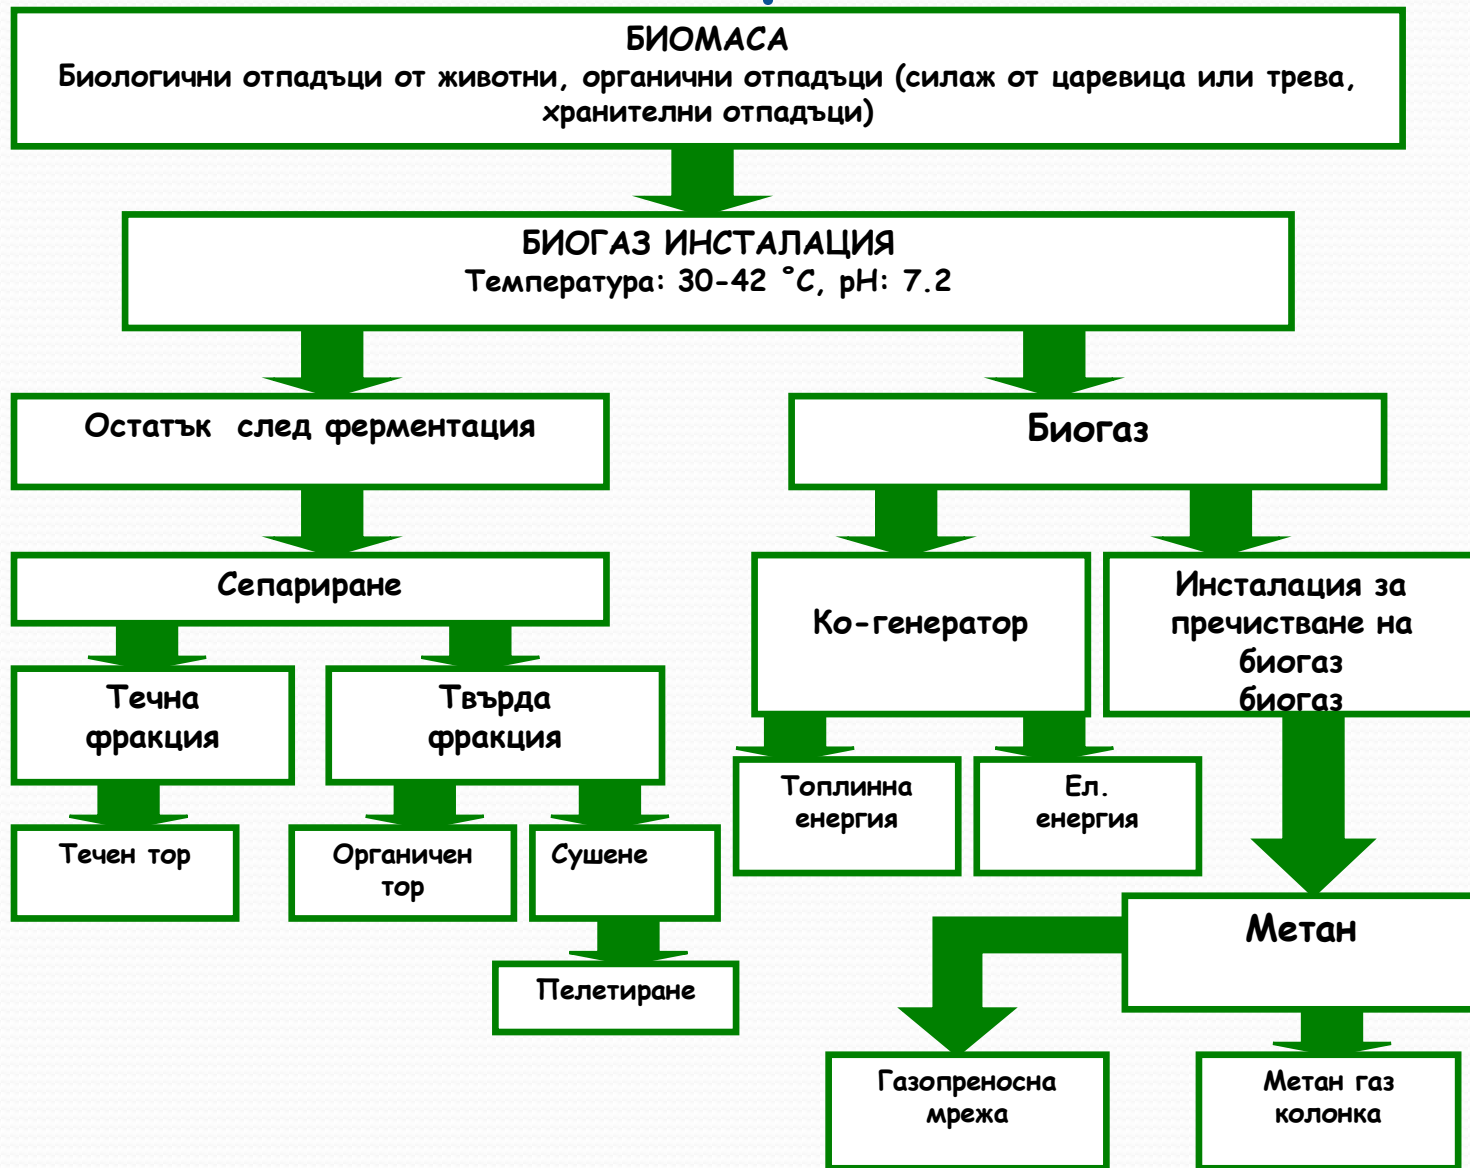 БИОМАСА
Биологични отпадъци от животни, органични отпадъци (силаж от царевица или трева,
хранителни отпадъци)
БИОГАЗ ИНСТАЛАЦИЯ
Температура: 30-42 ˚C, pH: 7.2
Остатък след ферментация
Биогаз
Сепариране
Ко-генератор
Инсталация за
пречистване на
биогаз
биогаз
Течна
фракция
Твърда
фракция
Топлинна
енергия
Ел.
енергия
Течен тор
Органичен
тор
Сушене
Метан
Пелетиране
Газопреносна
мрежа
Метан газ
колонка